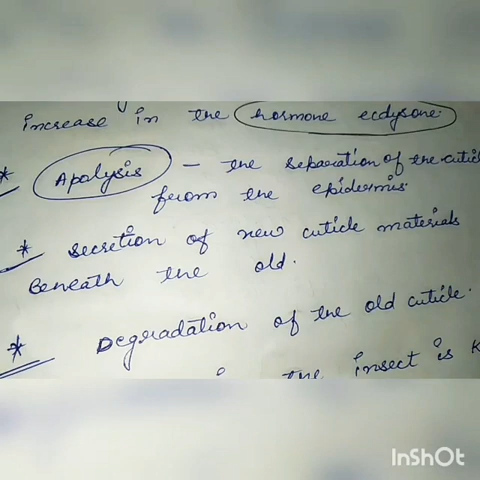 increase in the hormone ecdysone
* Apolysis - the separation of the cuticl
from the epidermis.
* Secretion of new cuticle materials
Beneath the old.
* Degradation of the old cuticle.
the insect is K
InShOt